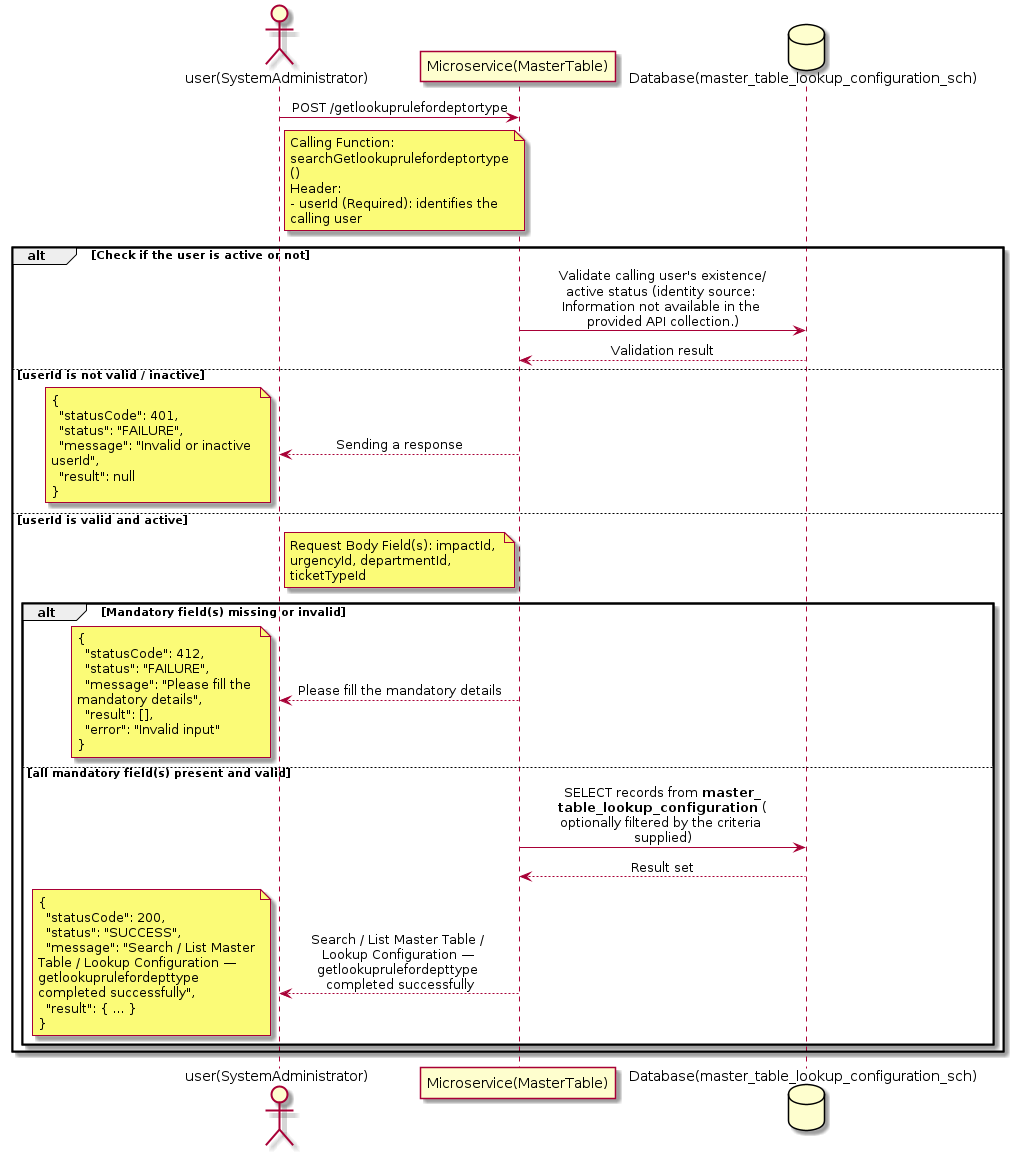 user(SystemAdministrator)
Microservice(MasterTable)
Database(master_table_lookup_configuration_sch)
POST /getlookuprulefordeptortype
Calling Function:
searchGetlookuprulefordeptortype
()
Header:
- userId (Required): identifies the
calling user
alt [Check if the user is active or not]
Validate calling user's existence/
active status (identity source:
Information not available in the
provided API collection.)
Validation result
[userId is not valid / inactive]
{
"statusCode": 401,
"status": "FAILURE",
"message": "Invalid or inactive
userId",
"result": null
}
Sending a response
[userId is valid and active]
Request Body Field(s): impactId,
urgencyId, departmentId,
ticketTypeId
alt [Mandatory field(s) missing or invalid]
{
"statusCode": 412,
"status": "FAILURE",
"message": "Please fill the
mandatory details",
"result": [],
"error": "Invalid input"
}
Please fill the mandatory details
[all mandatory field(s) present and valid]
SELECT records from master_
table_lookup_configuration (
optionally filtered by the criteria
supplied)
Result set
{
"statusCode": 200,
"status": "SUCCESS",
"message": "Search / List Master
Table / Lookup Configuration —
getlookuprulefordepttype
completed successfully",
"result": { ... }
}
Search / List Master Table /
Lookup Configuration —
getlookuprulefordepttype
completed successfully
user(SystemAdministrator)
Microservice(MasterTable)
Database(master_table_lookup_configuration_sch)